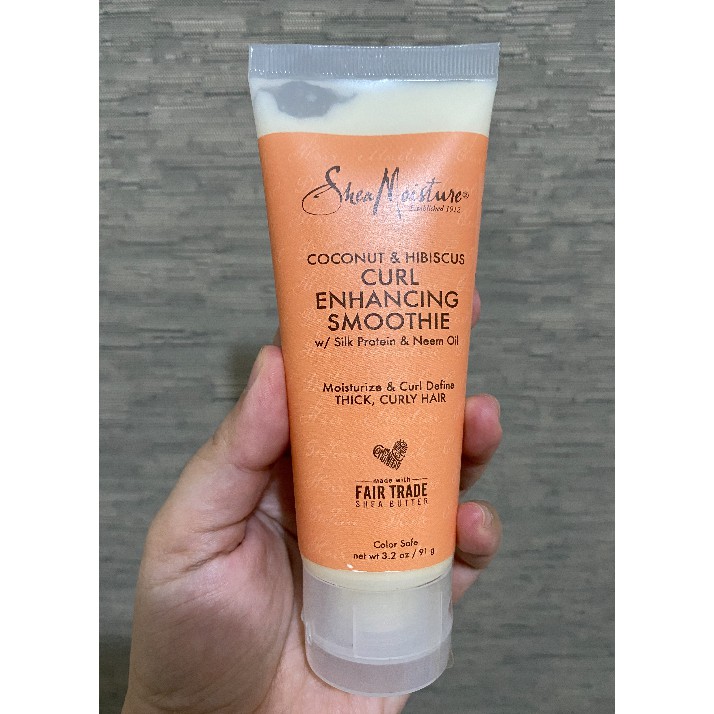 SheaMoisture®
Established 1912
COCONUT & HIBISCUS
CURL
ENHANCING
SMOOTHIE
w/ Silk Protein & Neem Oil
Moisturize & Curl Define
THICK, CURLY HAIR
made with
FAIR TRADE
SHEA BUTTER
Color Safe
net wt 3.2 oz / 91 g